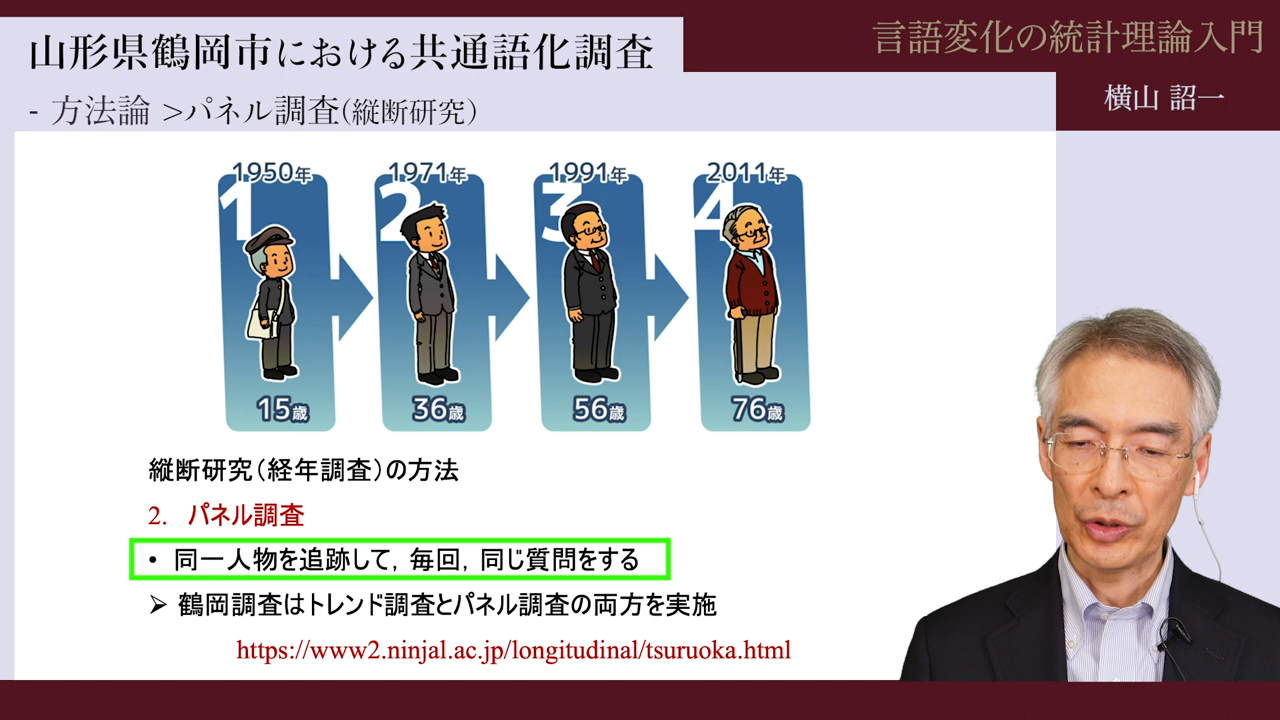 山形県鶴岡市における共通語化調査
言語変化の統計理論入門
横山 詔一
- 方法論 >パネル調査(縦断研究)
1950年 1971年 1991年 2011年
1 2 3 4
15歳 36歳 56歳 76歳
縦断研究(経年調査)の方法
2. パネル調査
• 同一人物を追跡して, 毎回, 同じ質問をする
➢ 鶴岡調査はトレンド調査とパネル調査の両方を実施
https://www2.ninjal.ac.jp/longitudinal/tsuruoka.html